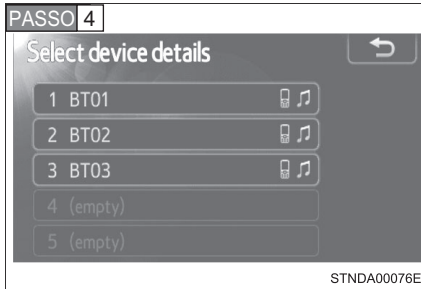 PASSO 4
Select device details
1 BT01
2 BT02
3 BT03
4 (empty)
5 (empty)
STNDA00076E